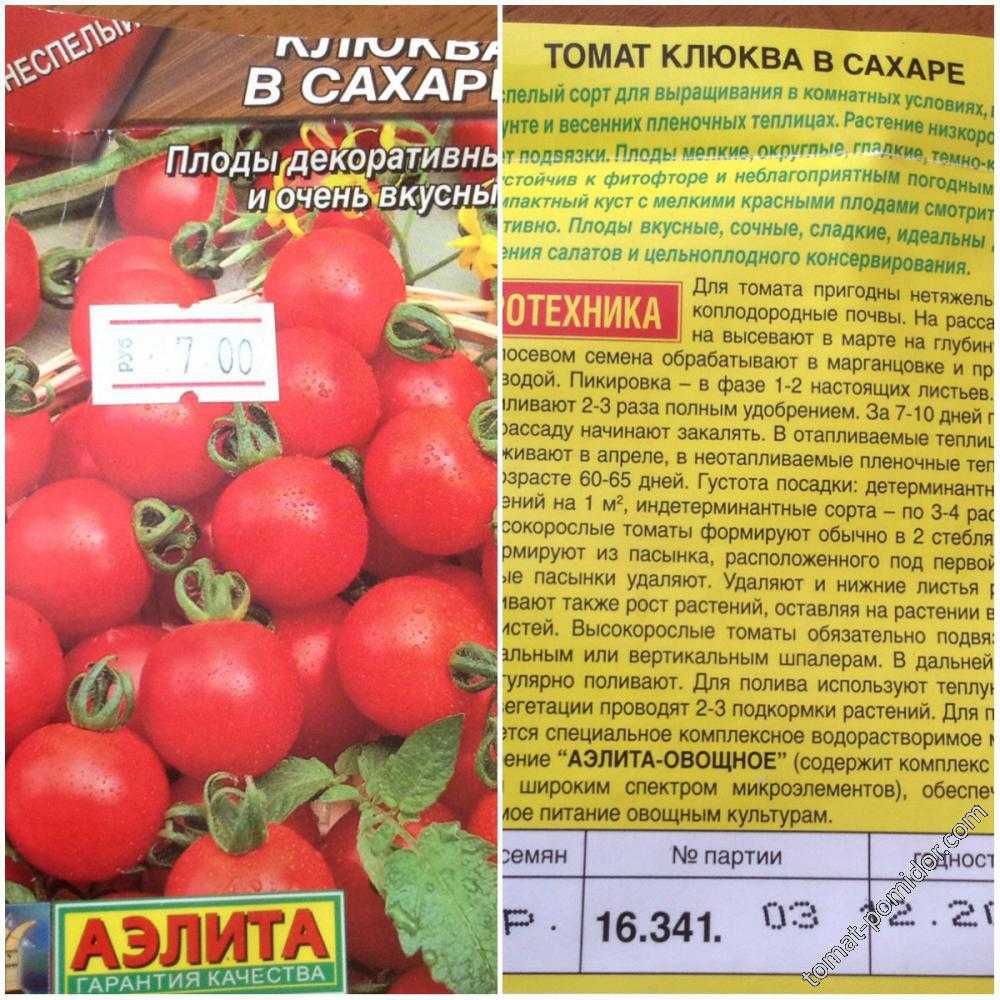 НЕСПЕЛЫЙ
КЛЮКВА
В САХАРЕ
Плоды декоративны
и очень вкусны
РУБ
7.00
АЭЛИТА
ГАРАНТИЯ КАЧЕСТВА
ТОМАТ КЛЮКВА В САХАРЕ
спелый сорт для выращивания в комнатных условиях,
унте и весенних пленочных теплицах. Растение низкоро
т подвязки. Плоды мелкие, округлые, гладкие, темно-к
устойчив к фитофторе и неблагоприятным погодным
мпактный куст с мелкими красными плодами смотрит
тивно. Плоды вкусные, сочные, сладкие, идеальны
ения салатов и цельноплодного консервирования.
РОТЕХНИКА
Для томата пригодны нетяжель
коплодородные почвы. На расса
на высевают в марте на глубин
посевом семена обрабатывают в марганцовке и пр
водой. Пикировка – в фазе 1-2 настоящих листьев.
ливают 2-3 раза полным удобрением. За 7-10 дней п
рассаду начинают закалять. В отапливаемые теплиц
живают в апреле, в неотапливаемые пленочные теп
озрасте 60-65 дней. Густота посадки: детерминантн
ений на 1 м², индетерминантные сорта – по 3-4 рас
сокорослые томаты формируют обычно в 2 стебля
рмируют из пасынка, расположенного под первой
ые пасынки удаляют. Удаляют и нижние листья р
ивают также рост растений, оставляя на растении в
истей. Высокорослые томаты обязательно подвяз
альным или вертикальным шпалерам. В дальней
гулярно поливают. Для полива используют теплую
вегетации проводят 2-3 подкормки растений. Для п
ется специальное комплексное водорастворимое м
ение “АЭЛИТА-ОВОЩНОЕ” (содержит комплекс
широким спектром микроэлементов), обеспеч
мое питание овощным культурам.
семян № партии годност
р. 16.341. 03 12.20
tomat-pomidor.com